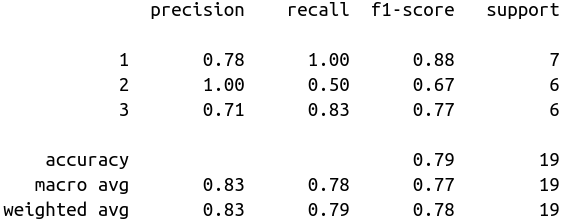 precision recall f1-score support
1 0.78 1.00 0.88 7
2 1.00 0.50 0.67 6
3 0.71 0.83 0.77 6
accuracy 0.79 19
macro avg 0.83 0.78 0.77 19
weighted avg 0.83 0.79 0.78 19